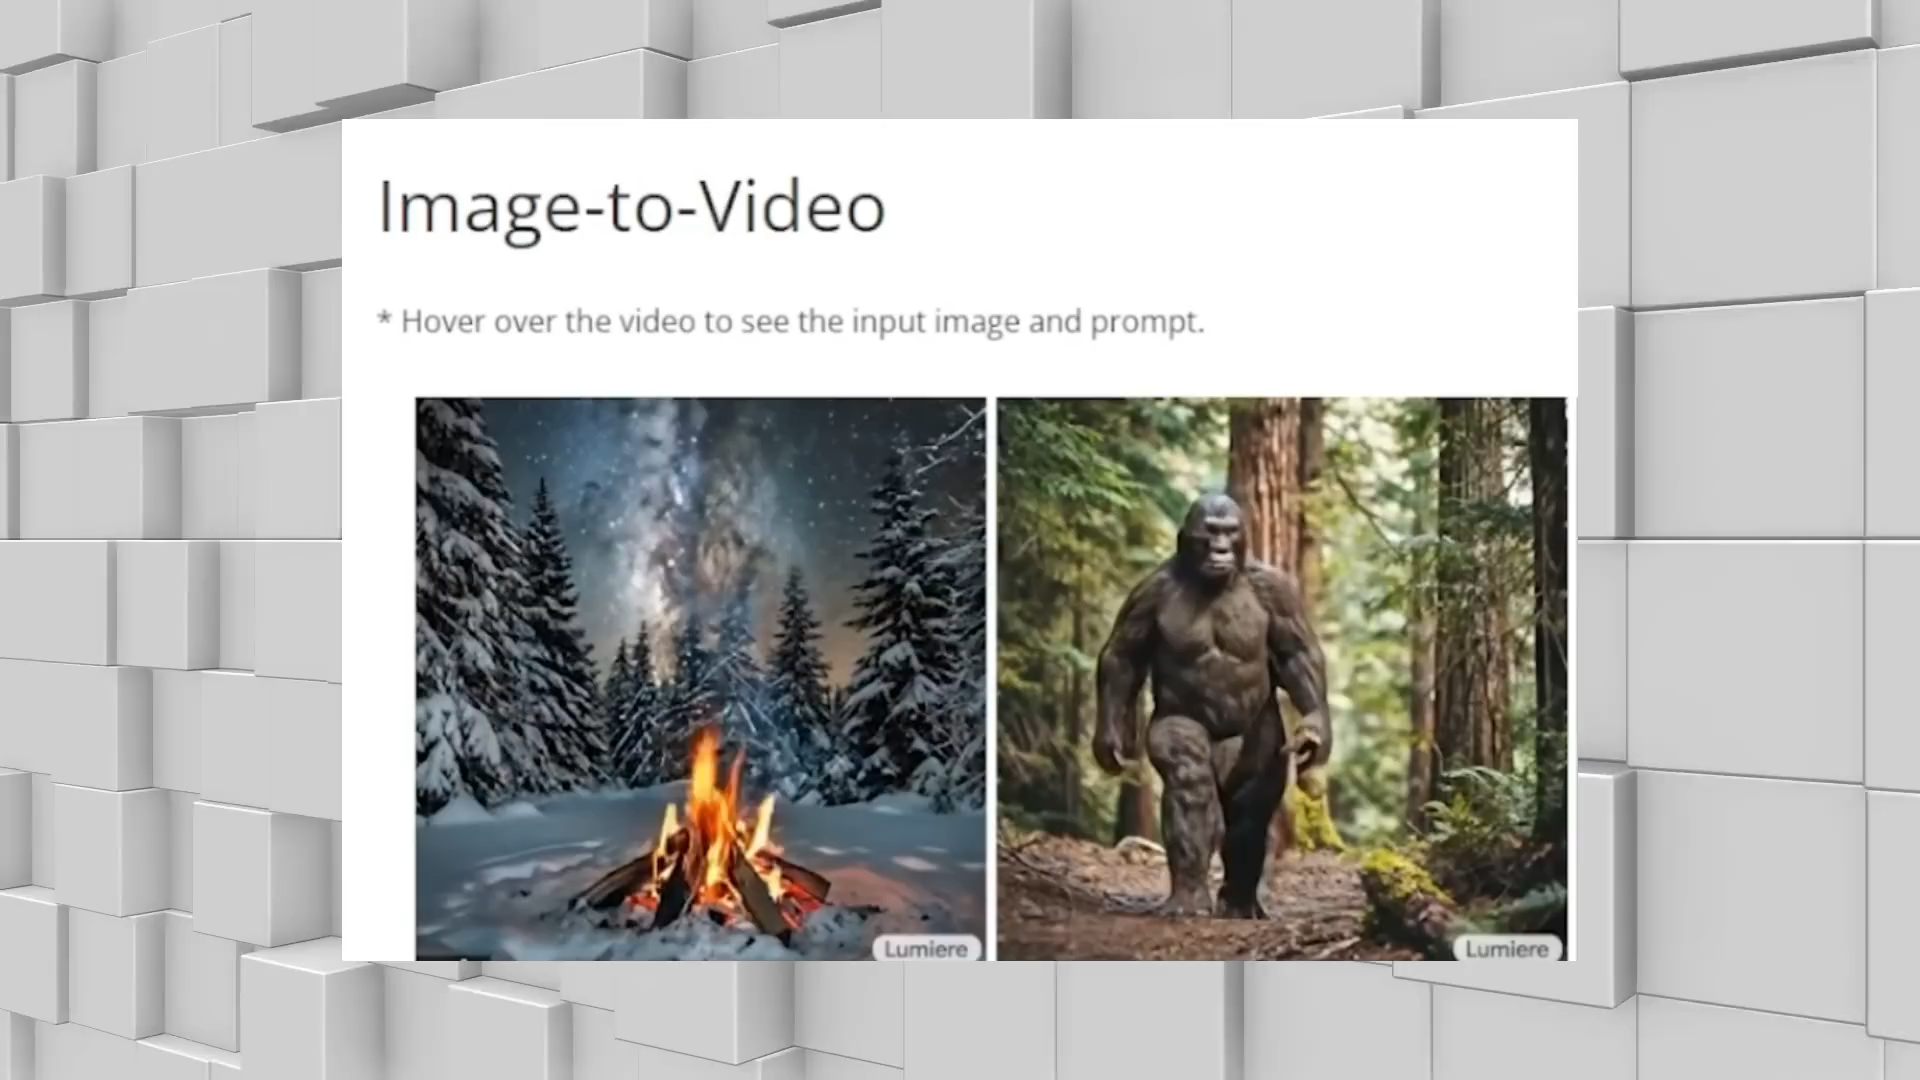 Image-to-Video
* Hover over the video to see the input image and prompt.
Lumiere
Lumiere